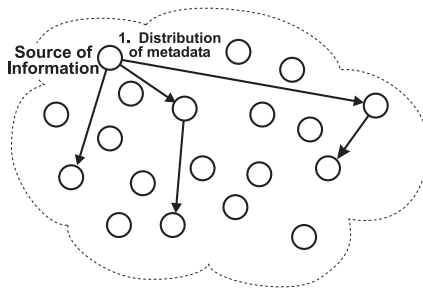 1. Distribution
of metadata
Source of
Information